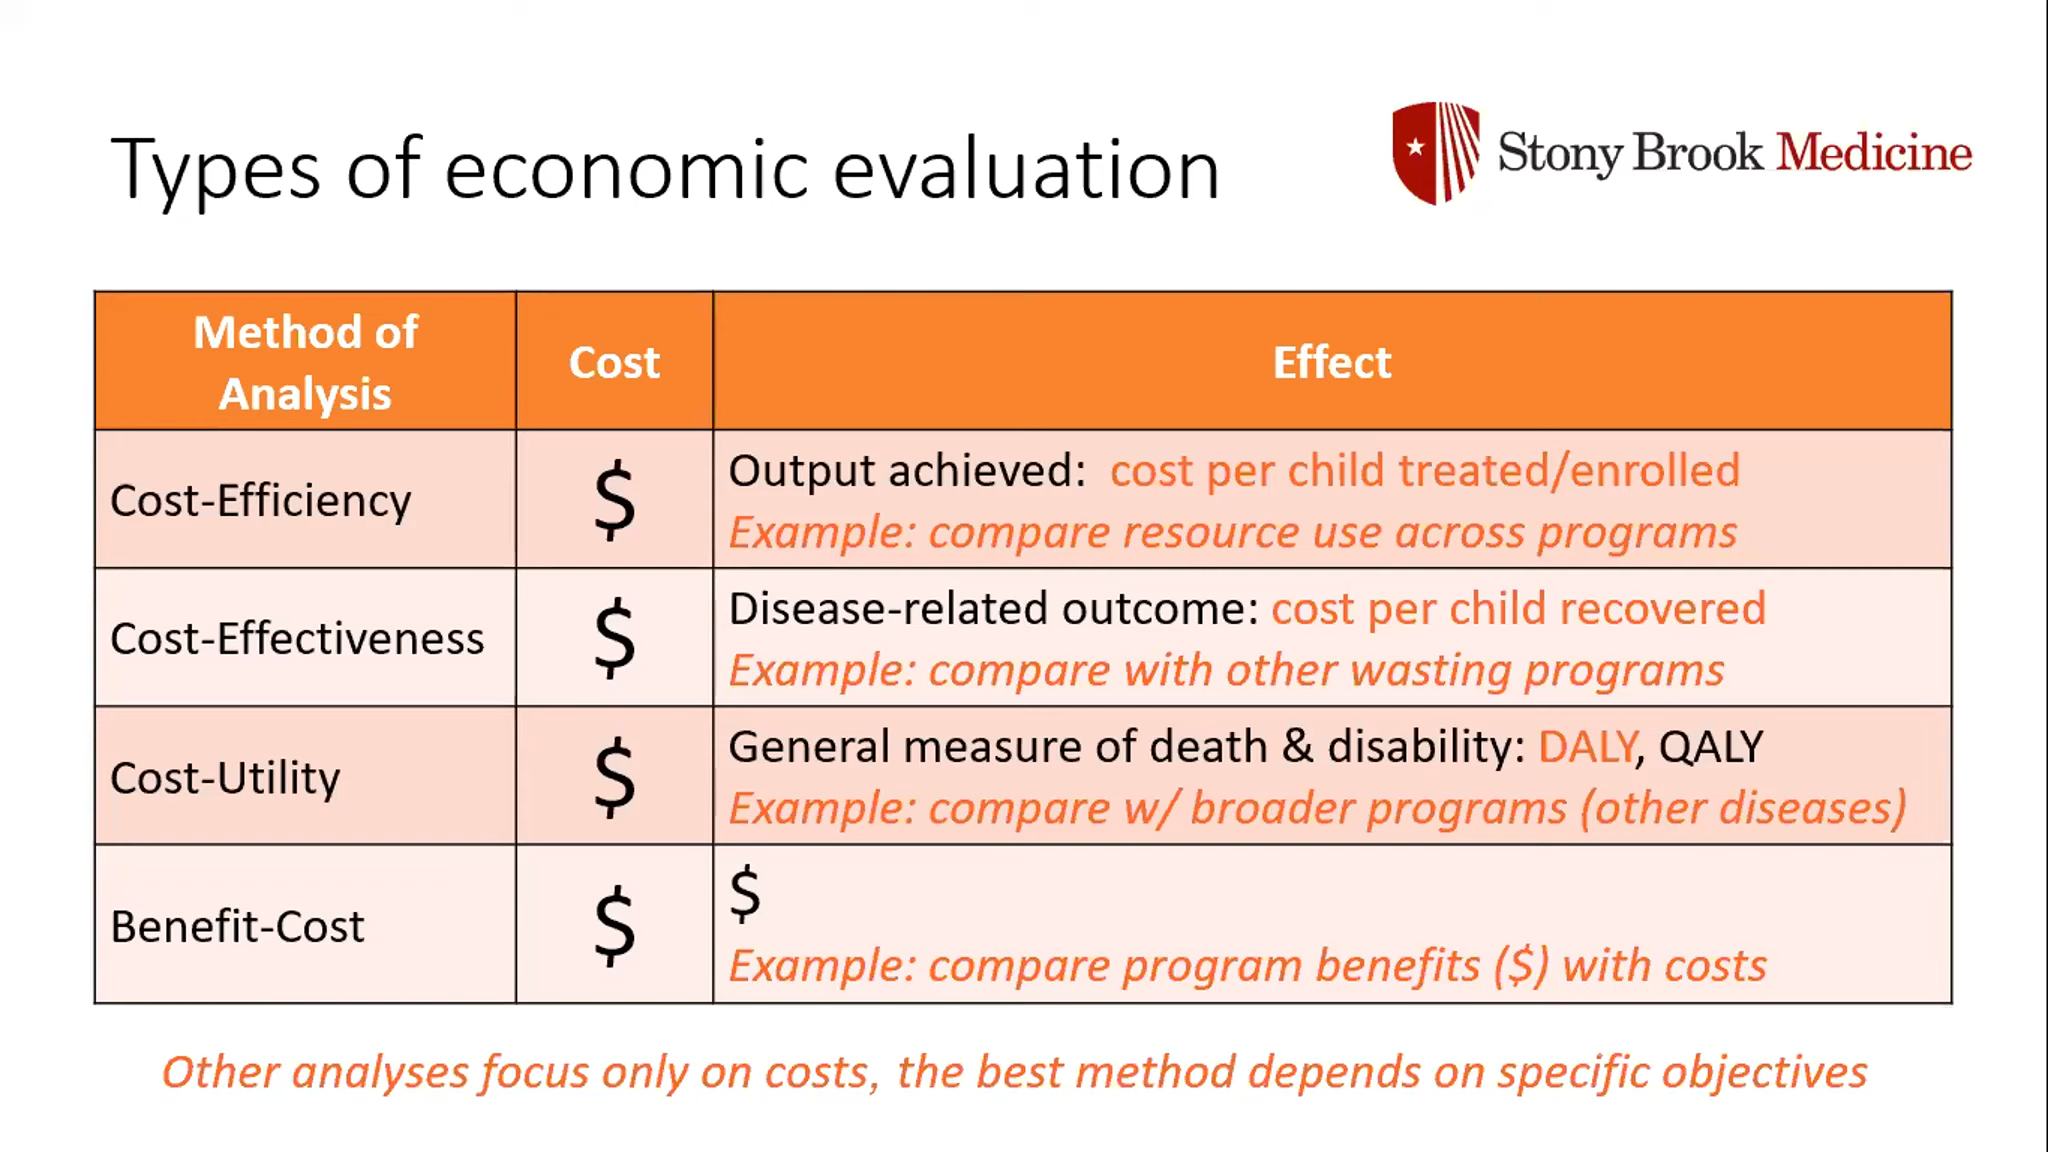 Types of economic evaluation
Stony Brook Medicine
Method of
Analysis
Cost
Effect
Cost-Efficiency
$
Output achieved: cost per child treated/enrolled
Example: compare resource use across programs
Cost-Effectiveness
$
Disease-related outcome: cost per child recovered
Example: compare with other wasting programs
Cost-Utility
$
General measure of death & disability: DALY, QALY
Example: compare w/ broader programs (other diseases)
Benefit-Cost
$
$
Example: compare program benefits ($) with costs
Other analyses focus only on costs, the best method depends on specific objectives